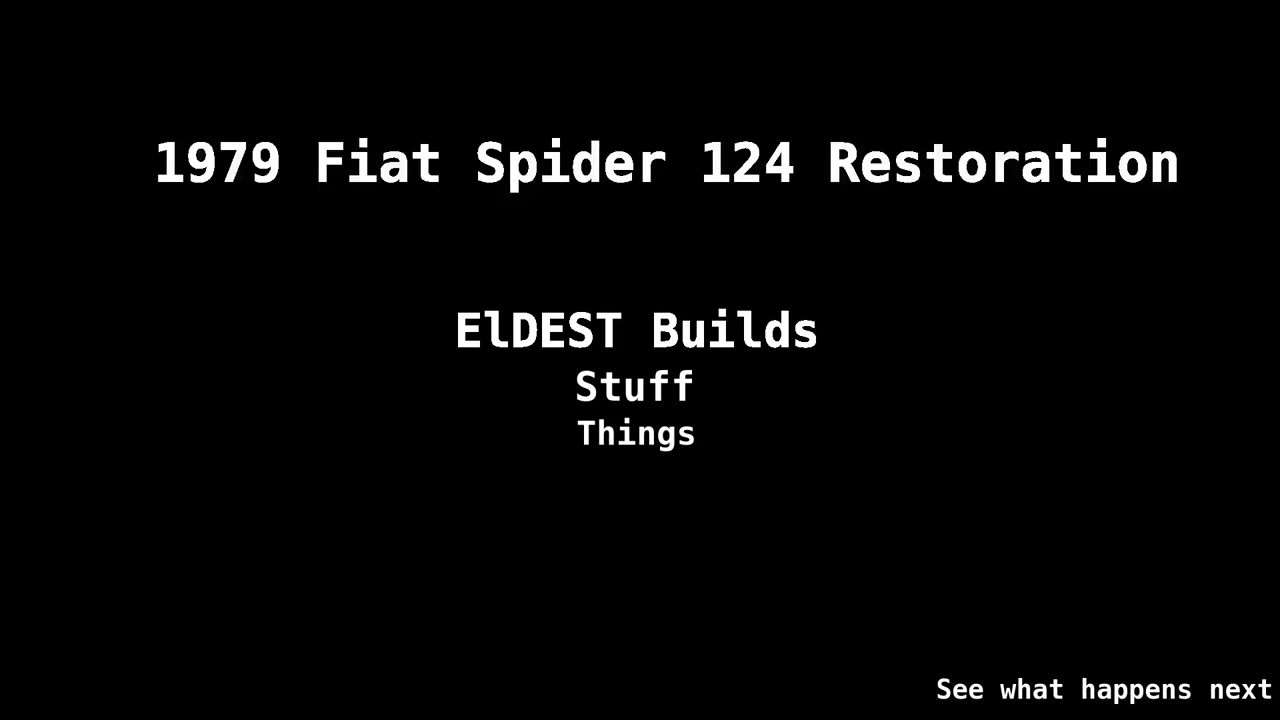 1979 Fiat Spider 124 Restoration
ElDEST Builds
Stuff
Things
See what happens next